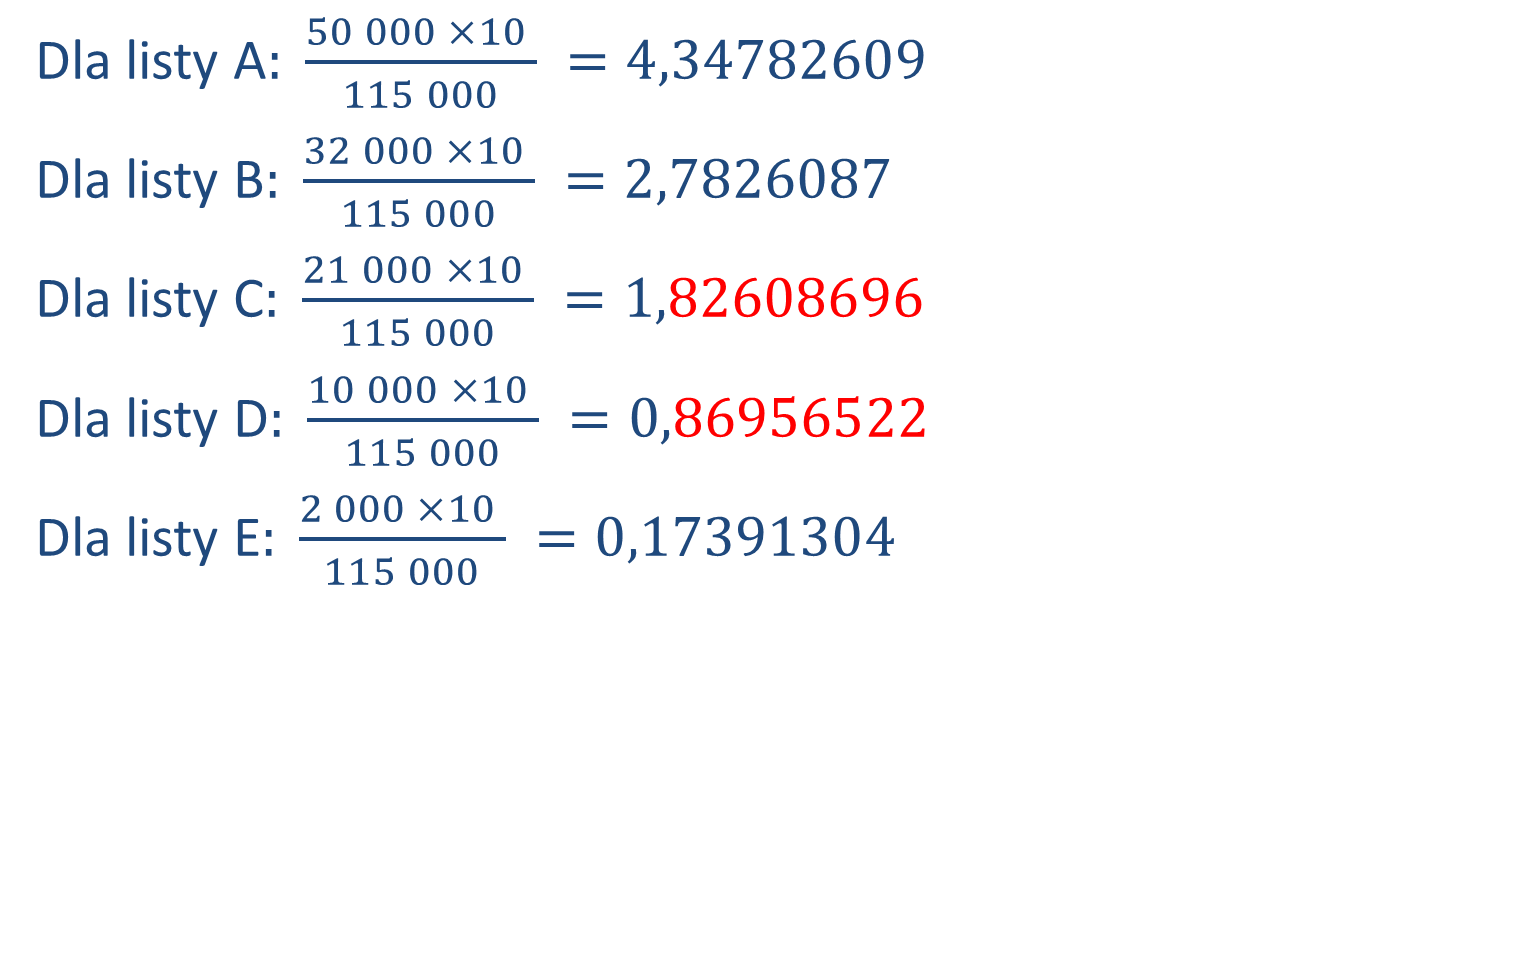 Dla listy A: 50 000 ×10 / 115 000 = 4,34782609
Dla listy B: 32 000 ×10 / 115 000 = 2,7826087
Dla listy C: 21 000 ×10 / 115 000 = 1,82608696
Dla listy D: 10 000 ×10 / 115 000 = 0,86956522
Dla listy E: 2 000 ×10 / 115 000 = 0,17391304